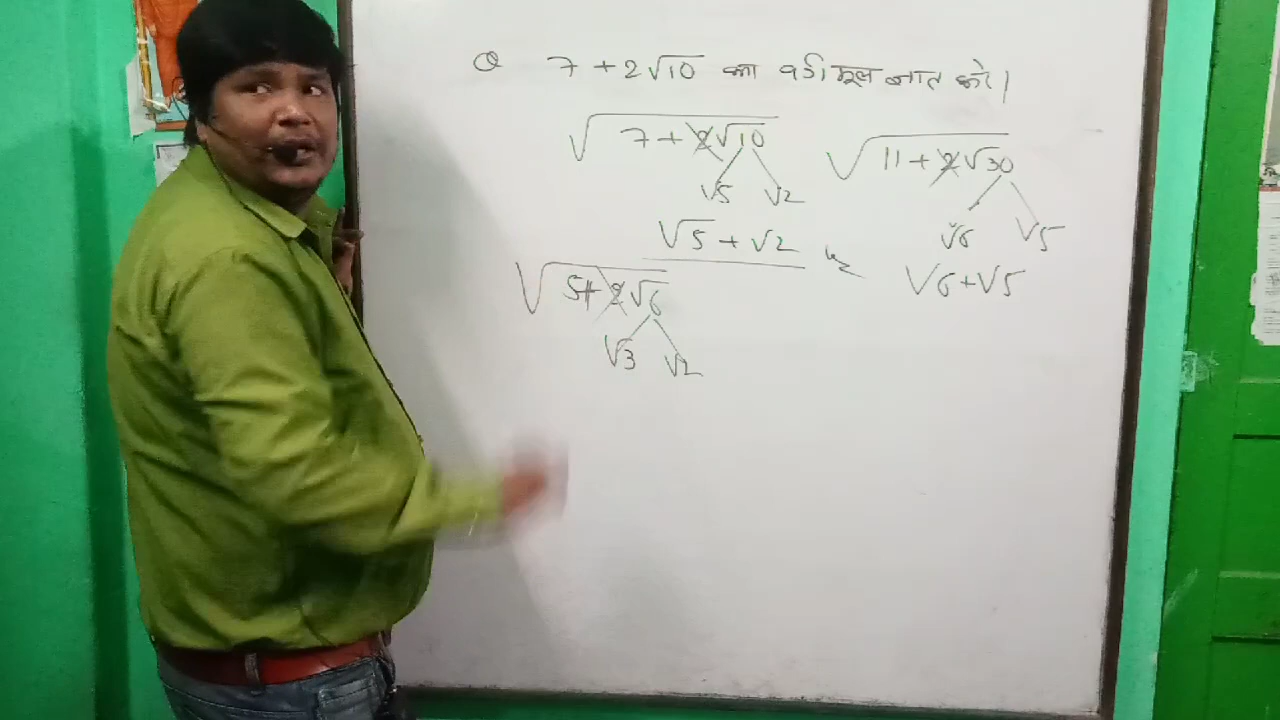 Q 7 + 2√10 का वर्गमूल ज्ञात करो।
√(7 + 2√10)
√5 √2
√5 + √2
√(11 + 2√30)
√6 √5
√6 + √5
√(5 + 2√6)
√3 √2